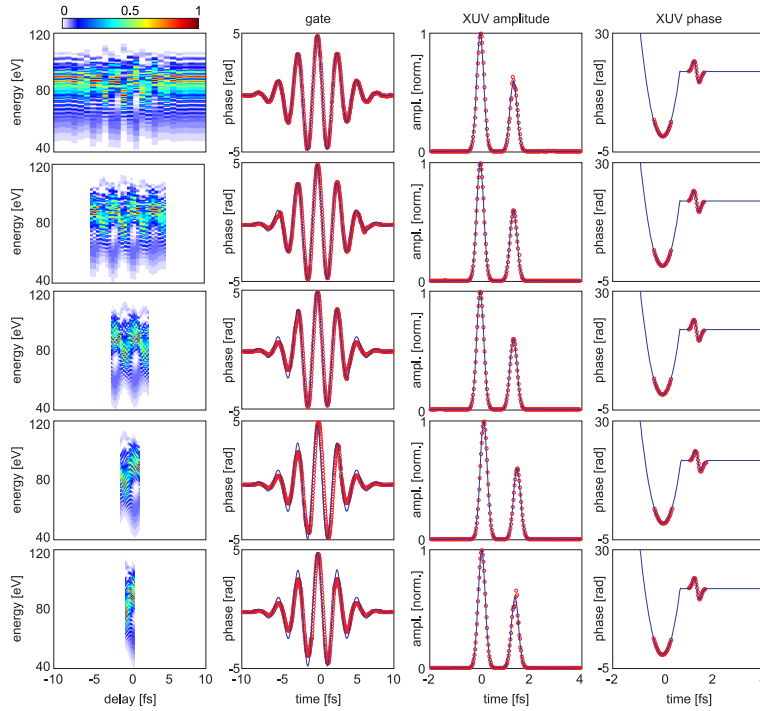 0 0.5 1
gate
XUV amplitude
XUV phase
energy [eV]
120
80
40
phase [rad]
5
-5
ampl. [norm.]
1
0
phase [rad]
30
-5
energy [eV]
120
80
40
phase [rad]
5
-5
ampl. [norm.]
1
0
phase [rad]
30
-5
energy [eV]
120
80
40
phase [rad]
5
-5
ampl. [norm.]
1
0
phase [rad]
30
-5
energy [eV]
120
80
40
phase [rad]
5
-5
ampl. [norm.]
1
0
phase [rad]
30
-5
energy [eV]
120
80
40
phase [rad]
5
-5
ampl. [norm.]
1
0
phase [rad]
30
-5
-10 -5 0 5 10
-10 -5 0 5 10
-2 0 2 4
-2 0 2 4
delay [fs]
time [fs]
time [fs]
time [fs]